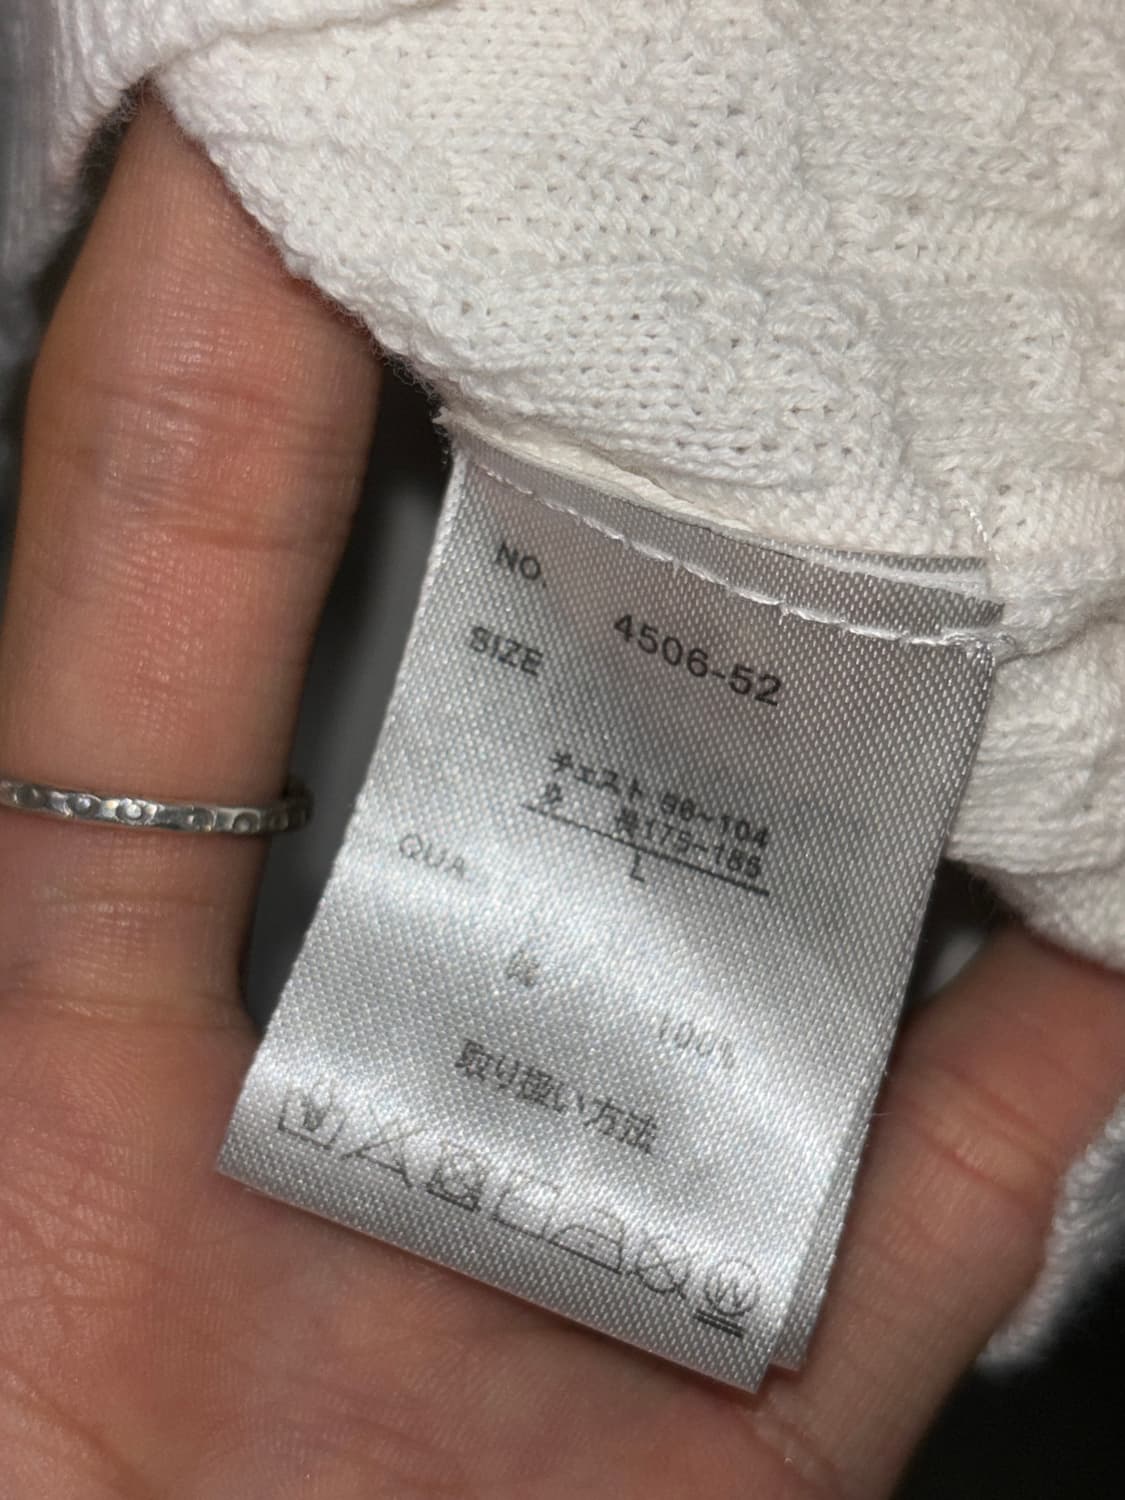 NO.
4506-52
SIZE
チェスト 96~104
身 長175~185
L
QUA
綿
100%
取り扱い方法